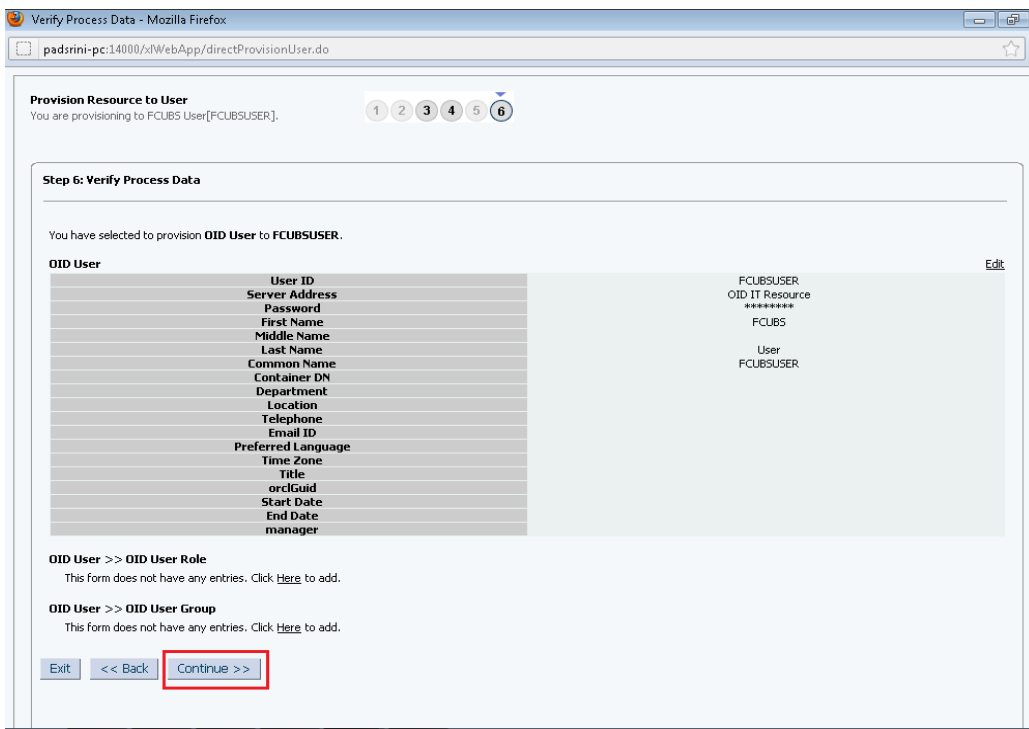 Verify Process Data - Mozilla Firefox
padsrini-pc:14000/xlWebApp/directProvisionUser.do
Provision Resource to User
You are provisioning to FCUBS User[FCUBSUSER].
1 2 3 4 5 6
Step 6: Verify Process Data
You have selected to provision OID User to FCUBSUSER.
OID User Edit
User ID FCUBSUSER
Server Address OID IT Resource
Password ********
First Name FCUBS
Middle Name
Last Name User
Common Name FCUBSUSER
Container DN
Department
Location
Telephone
Email ID
Preferred Language
Time Zone
Title
orclGuid
Start Date
End Date
manager
OID User >> OID User Role
This form does not have any entries. Click Here to add.
OID User >> OID User Group
This form does not have any entries. Click Here to add.
Exit << Back Continue >>